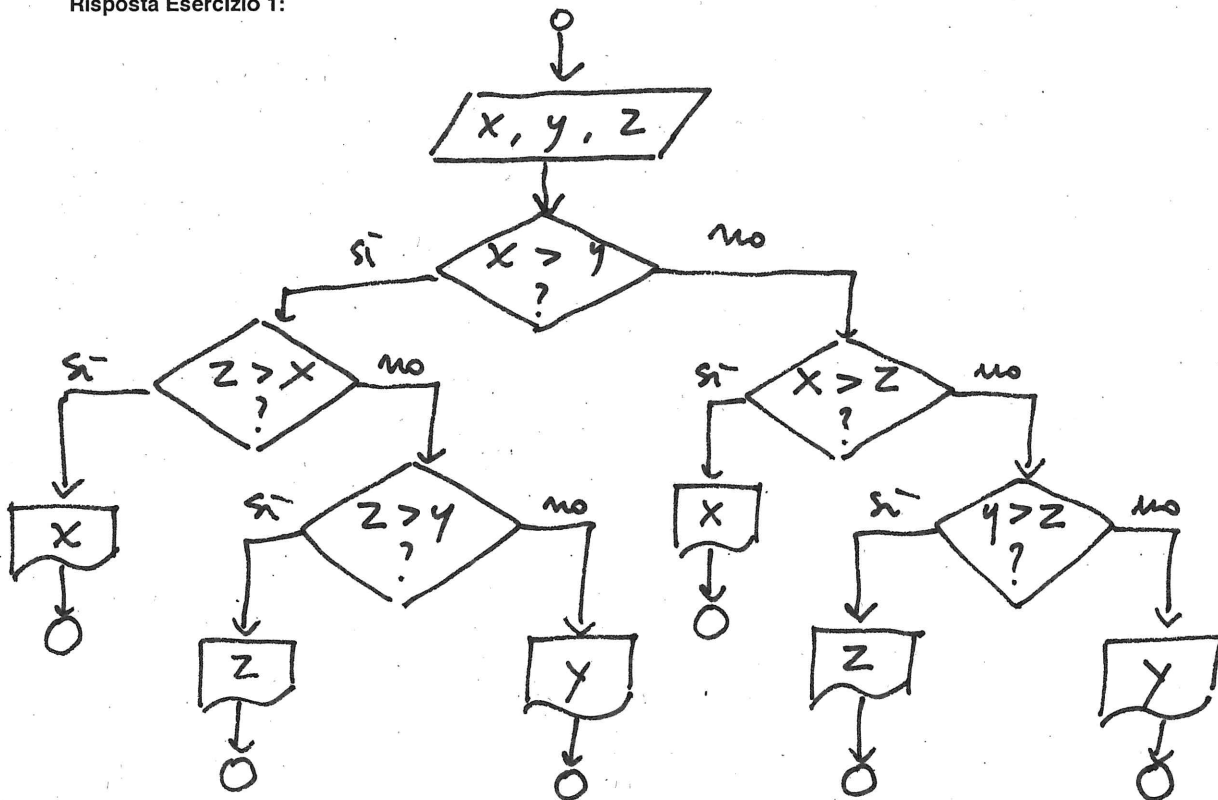 Risposta Esercizio 1:
x, y, z
x > y
?
sì
no
z > x
?
sì
no
x > z
?
sì
no
x
z > y
?
sì
no
x
y > z
?
sì
no
z
y
z
y